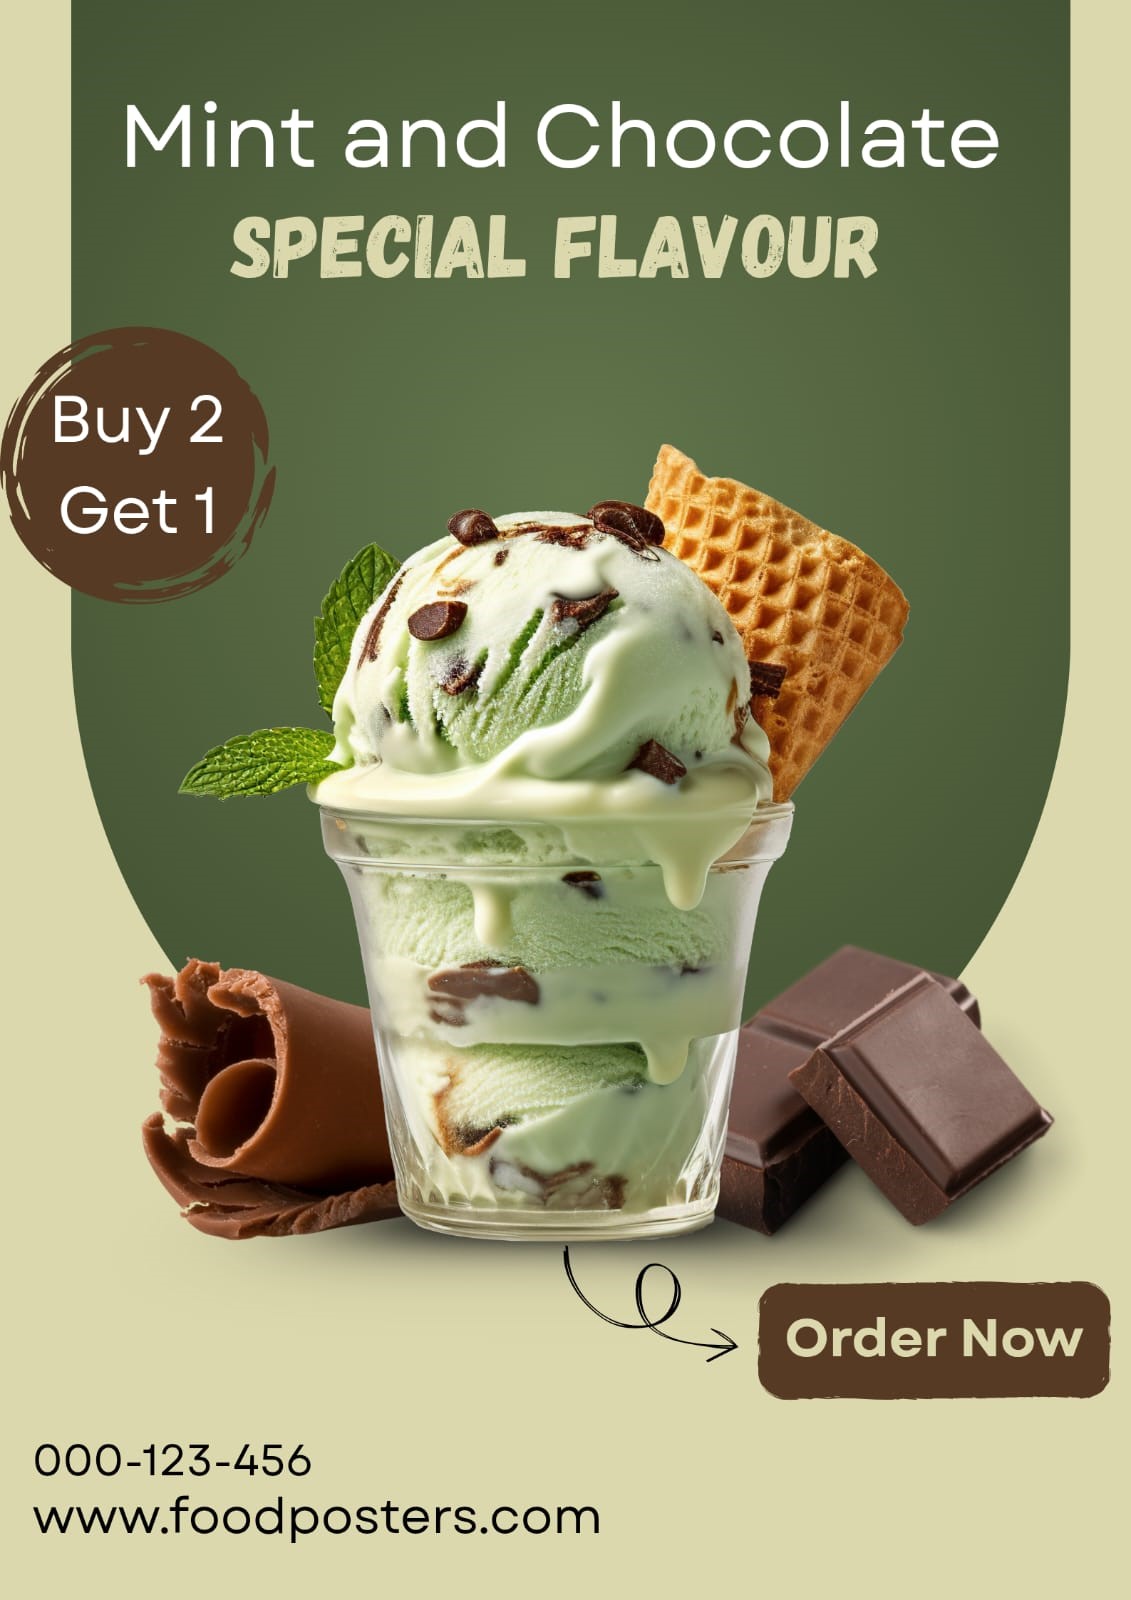 Mint and Chocolate
SPECIAL FLAVOUR
Buy 2
Get 1
Order Now
000-123-456
www.foodposters.com